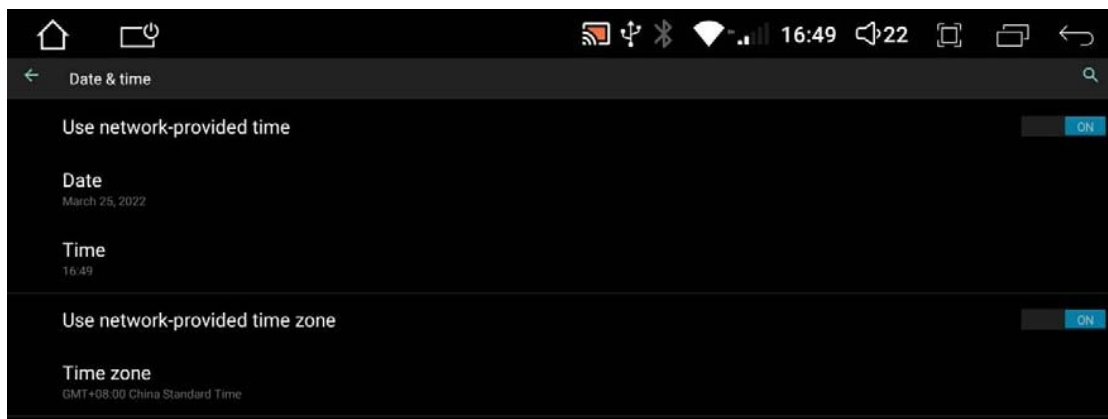 16:49 22
Date & time
Use network-provided time ON
Date
March 25, 2022
Time
16:49
Use network-provided time zone ON
Time zone
GMT+08:00 China Standard Time